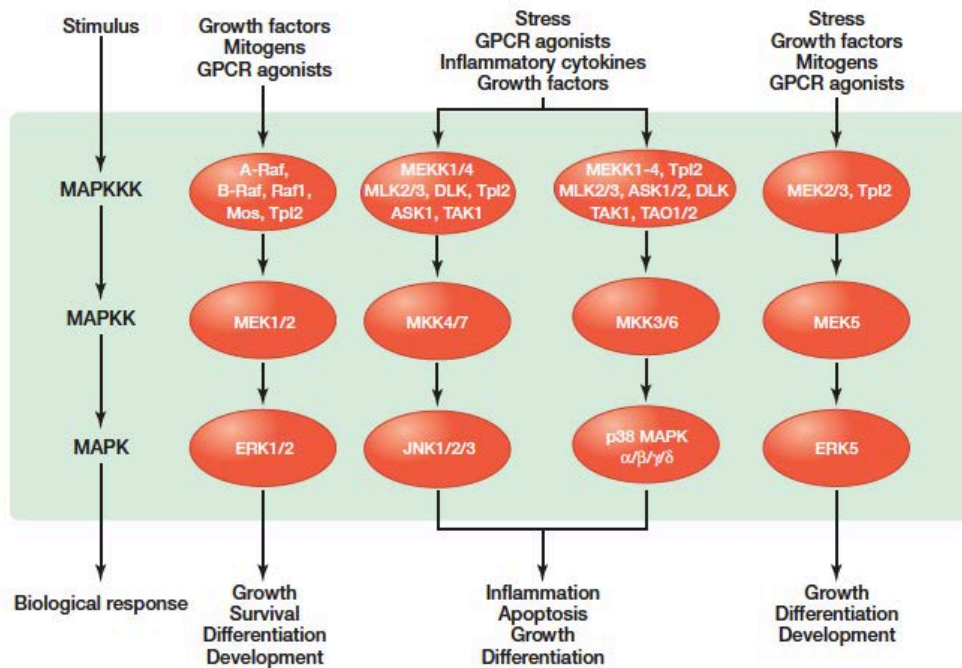 Stimulus
Growth factors
Mitogens
GPCR agonists
Stress
GPCR agonists
Inflammatory cytokines
Growth factors
Stress
Growth factors
Mitogens
GPCR agonists
MAPKKK
A-Raf,
B-Raf, Raf1,
Mos, Tpl2
MEKK1/4
MLK2/3, DLK, Tpl2
ASK1, TAK1
MEKK1-4, Tpl2
MLK2/3, ASK1/2, DLK
TAK1, TAO1/2
MEK2/3, Tpl2
MAPKK
MEK1/2
MKK4/7
MKK3/6
MEK5
MAPK
ERK1/2
JNK1/2/3
p38 MAPK
α/β/γ/δ
ERK5
Biological response
Growth
Survival
Differentiation
Development
Inflammation
Apoptosis
Growth
Differentiation
Growth
Differentiation
Development